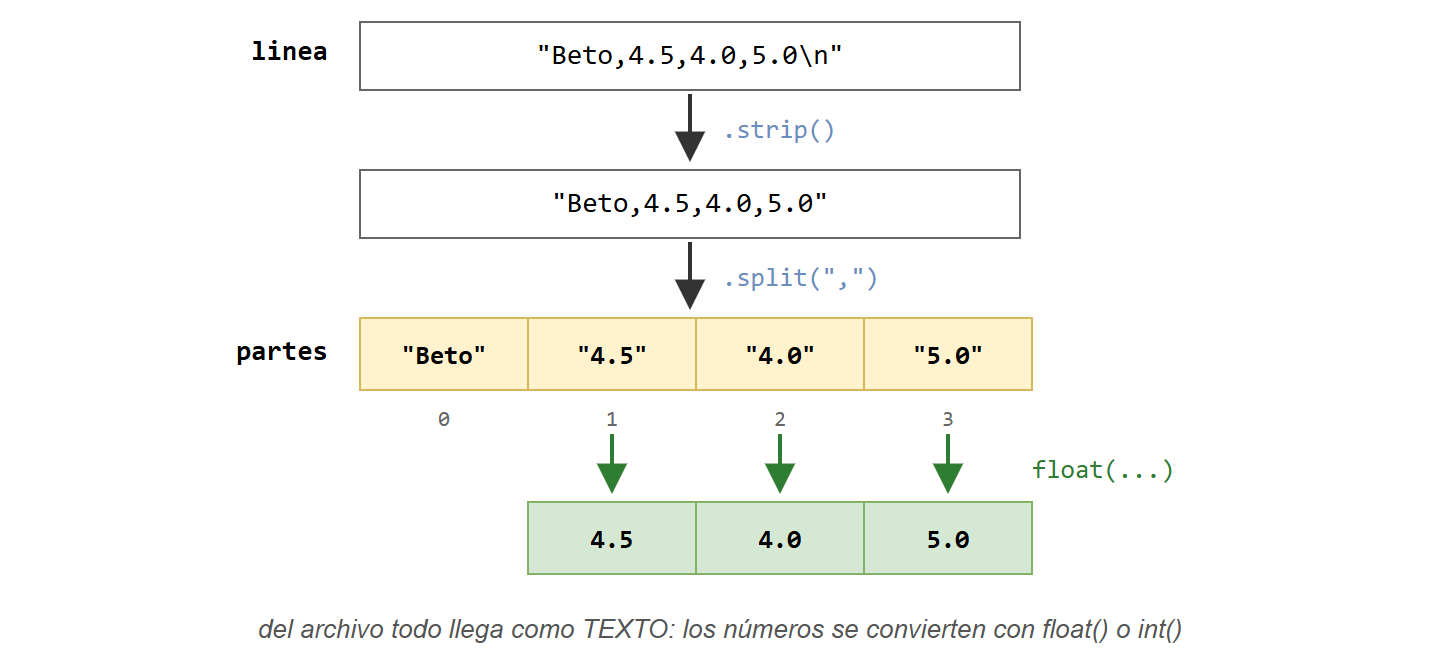 linea
"Beto,4.5,4.0,5.0\n"
.strip()
"Beto,4.5,4.0,5.0"
.split(",")
partes
"Beto" "4.5" "4.0" "5.0"
0 1 2 3
float(...)
4.5 4.0 5.0
del archivo todo llega como TEXTO: los números se convierten con float() o int()